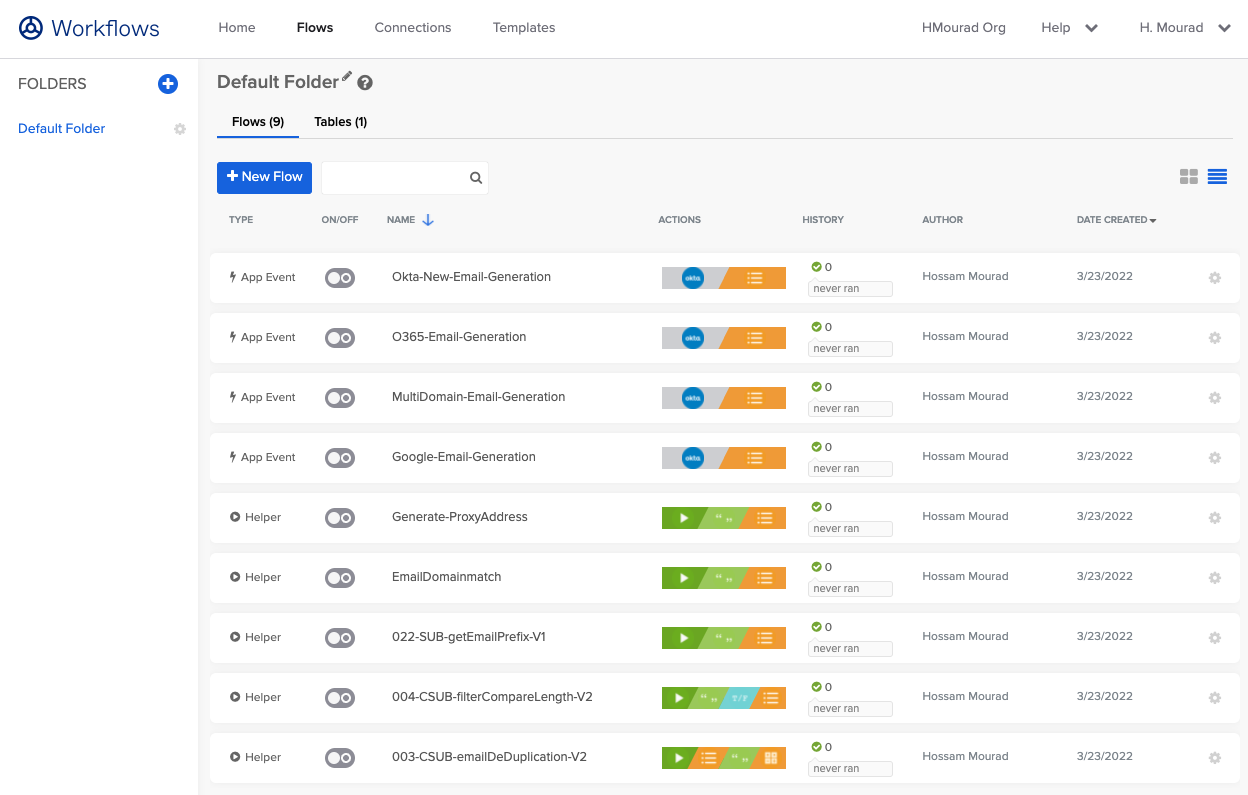 Workflows Home Flows Connections Templates HMourad Org Help H. Mourad
FOLDERS
Default Folder
Default Folder
Flows (9) Tables (1)
New Flow
TYPE ON/OFF NAME ACTIONS HISTORY AUTHOR DATE CREATED
App Event Okta-New-Email-Generation okta 0 never ran Hossam Mourad 3/23/2022
App Event O365-Email-Generation okta 0 never ran Hossam Mourad 3/23/2022
App Event MultiDomain-Email-Generation okta 0 never ran Hossam Mourad 3/23/2022
App Event Google-Email-Generation okta 0 never ran Hossam Mourad 3/23/2022
Helper Generate-ProxyAddress 0 never ran Hossam Mourad 3/23/2022
Helper EmailDomainmatch 0 never ran Hossam Mourad 3/23/2022
Helper 022-SUB-getEmailPrefix-V1 0 never ran Hossam Mourad 3/23/2022
Helper 004-CSUB-filterCompareLength-V2 0 never ran Hossam Mourad 3/23/2022
Helper 003-CSUB-emailDeDuplication-V2 0 never ran Hossam Mourad 3/23/2022